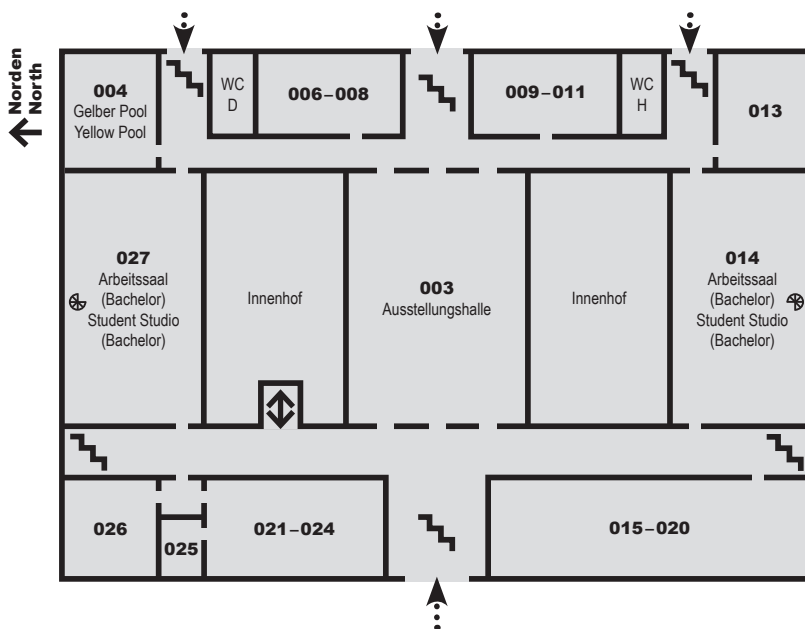 Norden
North
004
Gelber Pool
Yellow Pool
WC
D
006–008
009–011
WC
H
013
027
Arbeitssaal
(Bachelor)
Student Studio
(Bachelor)
Innenhof
003
Ausstellungshalle
Innenhof
014
Arbeitssaal
(Bachelor)
Student Studio
(Bachelor)
026
025
021–024
015–020